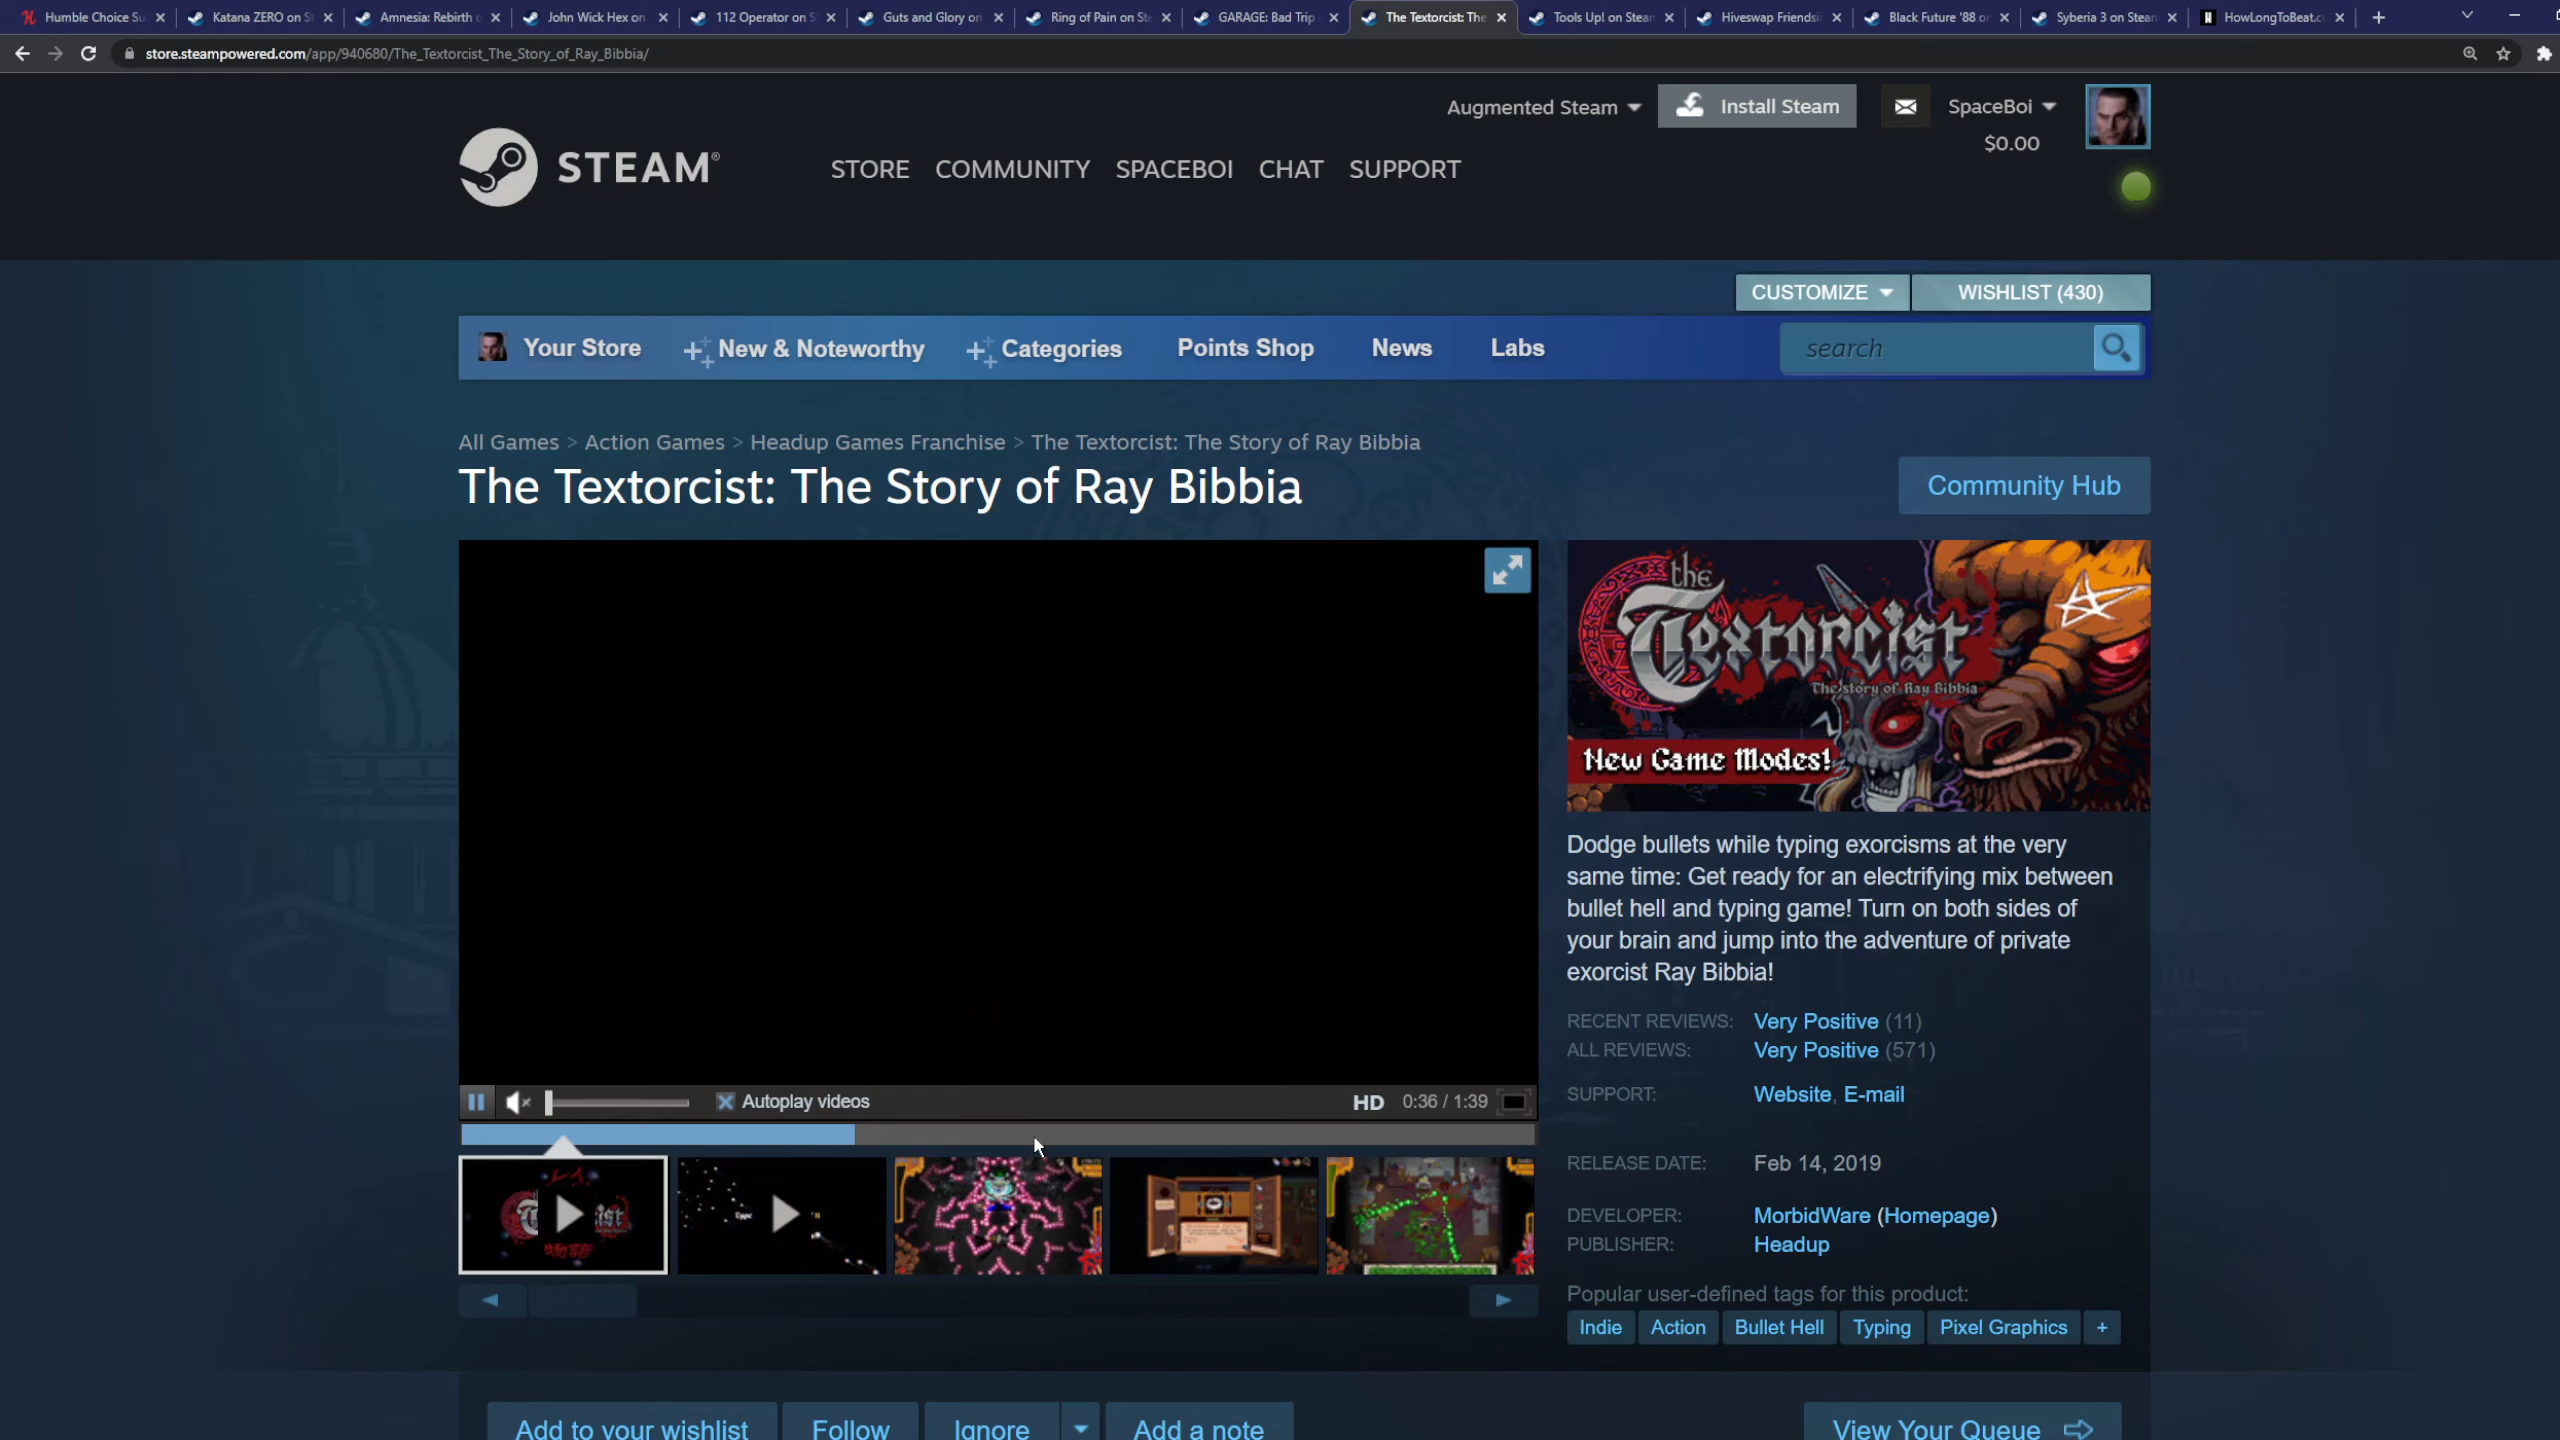 Humble Choice Su
Katana ZERO on S
Amnesia: Rebirth
John Wick Hex on
112 Operator on S
Guts and Glory on
Ring of Pain on Ste
GARAGE: Bad Trip
The Textorcist: The
Tools Up! on Steam
Hiveswap Friendsi
Black Future '88 o
Syberia 3 on Steam
HowLongToBeat.c
store.steampowered.com/app/940680/The_Textorcist_The_Story_of_Ray_Bibbia/
Augmented Steam
Install Steam
SpaceBoi
$0.00
STEAM®
STORE
COMMUNITY
SPACEBOI
CHAT
SUPPORT
CUSTOMIZE
WISHLIST (430)
Your Store
New & Noteworthy
Categories
Points Shop
News
Labs
search
All Games > Action Games > Headup Games Franchise > The Textorcist: The Story of Ray Bibbia
The Textorcist: The Story of Ray Bibbia
Community Hub
the
Textorcist
The story of Ray Bibbia
New Game Modes!
Dodge bullets while typing exorcisms at the very
same time: Get ready for an electrifying mix between
bullet hell and typing game! Turn on both sides of
your brain and jump into the adventure of private
exorcist Ray Bibbia!
RECENT REVIEWS: Very Positive (11)
ALL REVIEWS: Very Positive (571)
SUPPORT: Website, E-mail
RELEASE DATE: Feb 14, 2019
DEVELOPER: MorbidWare (Homepage)
PUBLISHER: Headup
Popular user-defined tags for this product:
Indie
Action
Bullet Hell
Typing
Pixel Graphics
+
Autoplay videos
HD
0:36 / 1:39
Add to your wishlist
Follow
Ignore
Add a note
View Your Queue